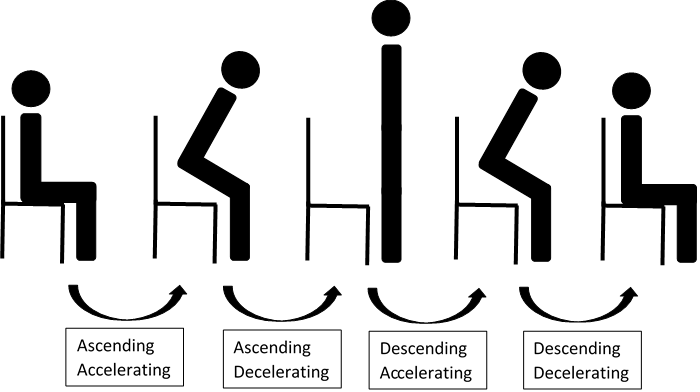 Ascending
Accelerating
Ascending
Decelerating
Descending
Accelerating
Descending
Decelerating